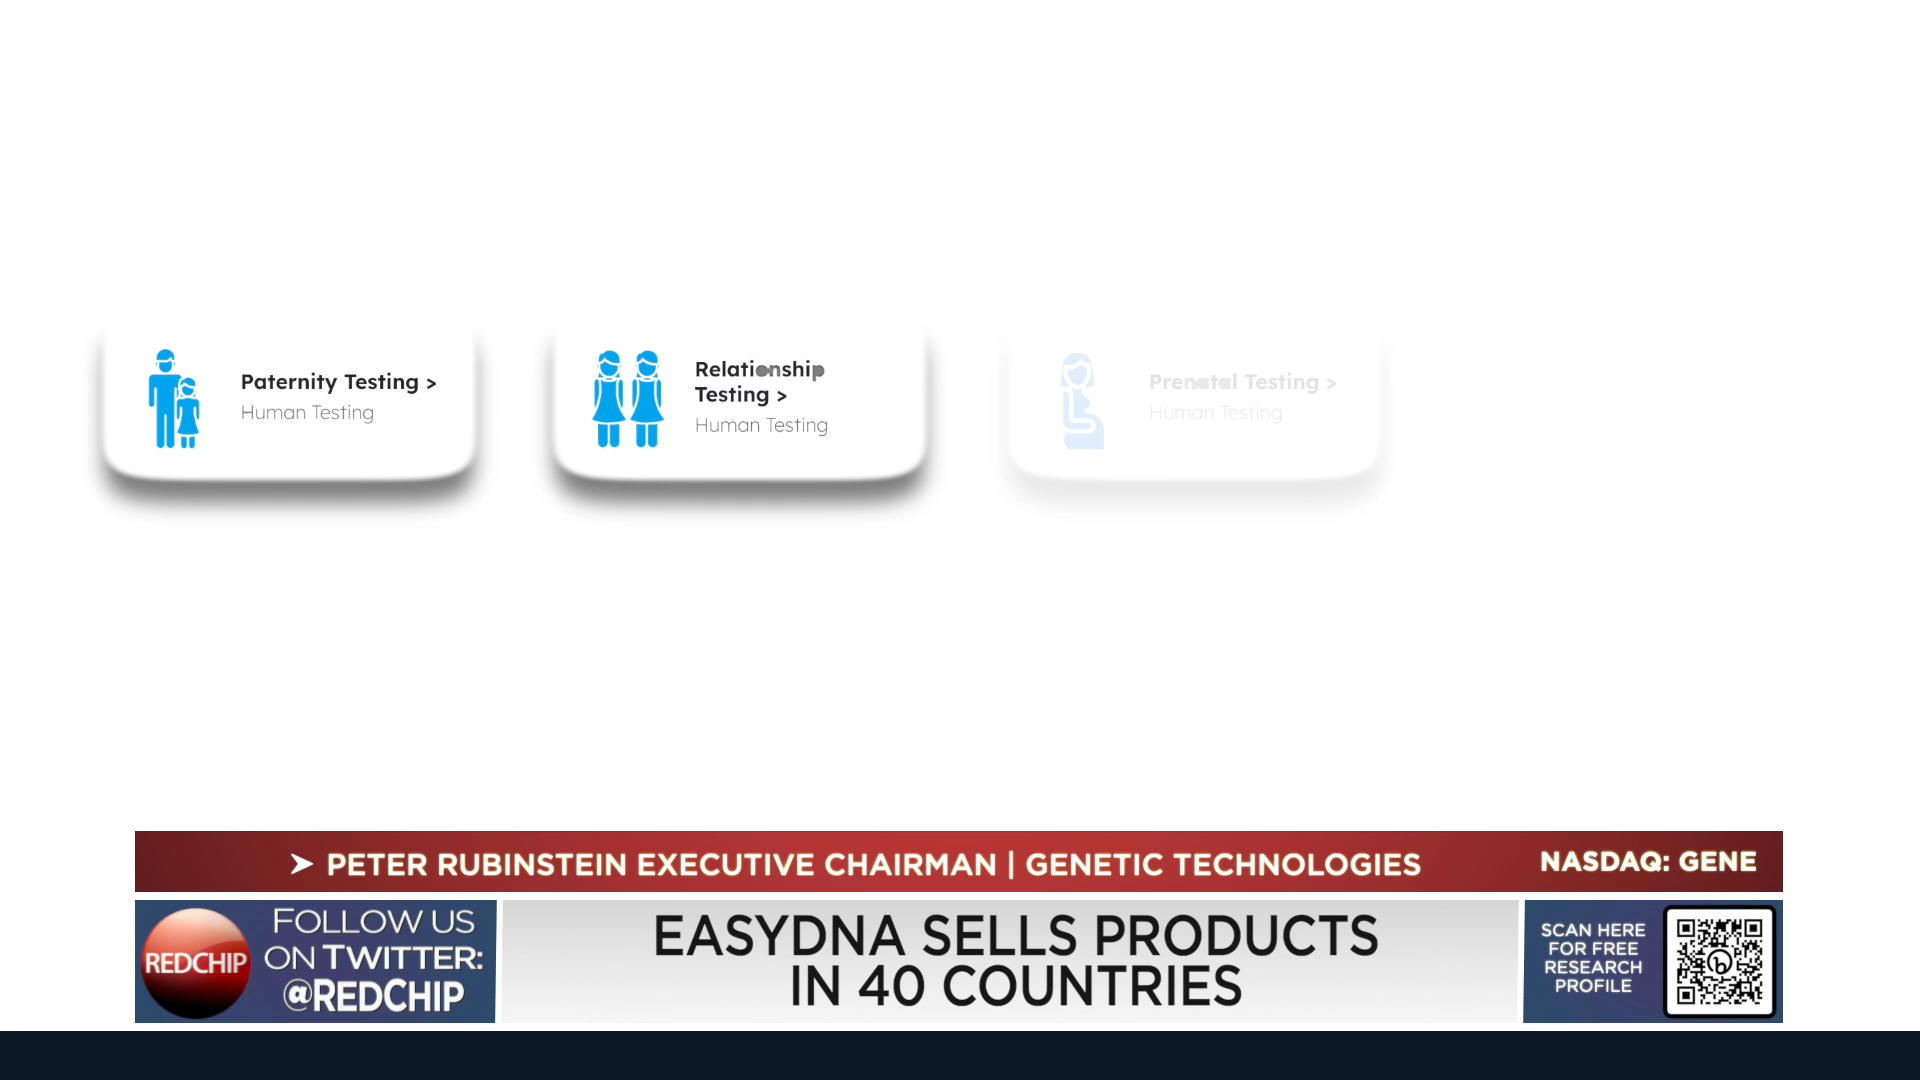 Paternity Testing >
Human Testing
Relationship
Testing >
Human Testing
Prenatal Testing >
Human Testing
➤ PETER RUBINSTEIN EXECUTIVE CHAIRMAN | GENETIC TECHNOLOGIES
NASDAQ: GENE
REDCHIP
FOLLOW US
ON TWITTER:
@REDCHIP
EASYDNA SELLS PRODUCTS
IN 40 COUNTRIES
SCAN HERE
FOR FREE
RESEARCH
PROFILE